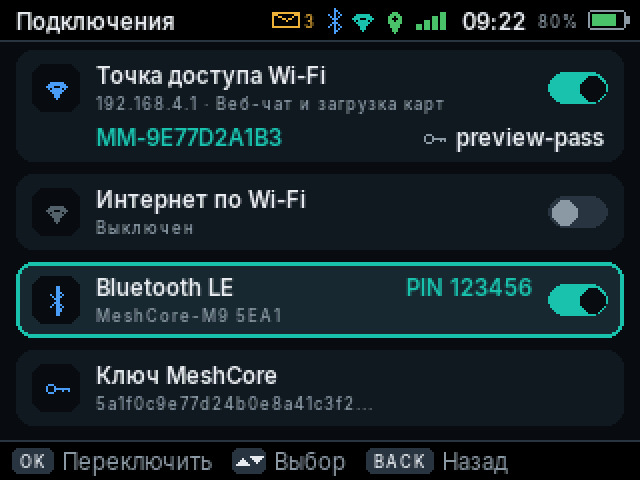 Подключения 3 09:22 80%
Точка доступа Wi-Fi
192.168.4.1 · Веб-чат и загрузка карт
MM-9E77D2A1B3 preview-pass
Интернет по Wi-Fi
Выключен
Bluetooth LE PIN 123456
MeshCore-M9 5EA1
Ключ MeshCore
5a1f0c9e77d24b0e8a41c3f2...
OK Переключить Выбор BACK Назад